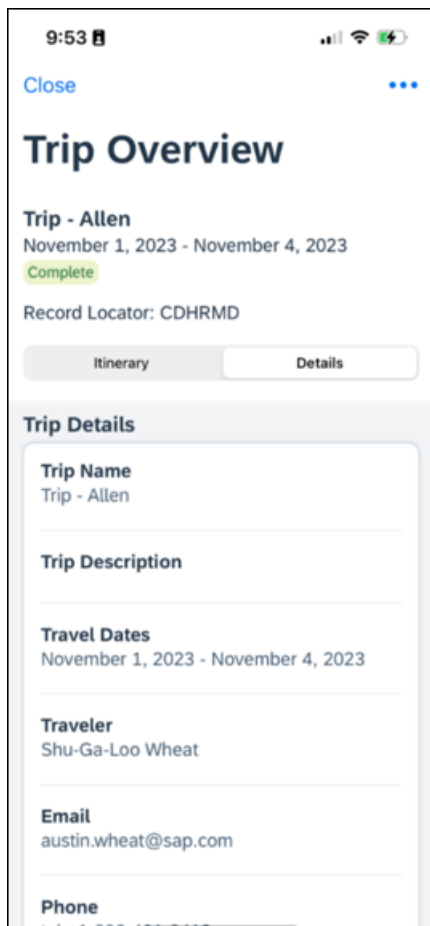 9:53
Close
Trip Overview
Trip - Allen
November 1, 2023 - November 4, 2023
Complete
Record Locator: CDHRMD
Itinerary Details
Trip Details
Trip Name
Trip - Allen
Trip Description
Travel Dates
November 1, 2023 - November 4, 2023
Traveler
Shu-Ga-Loo Wheat
Email
austin.wheat@sap.com
Phone